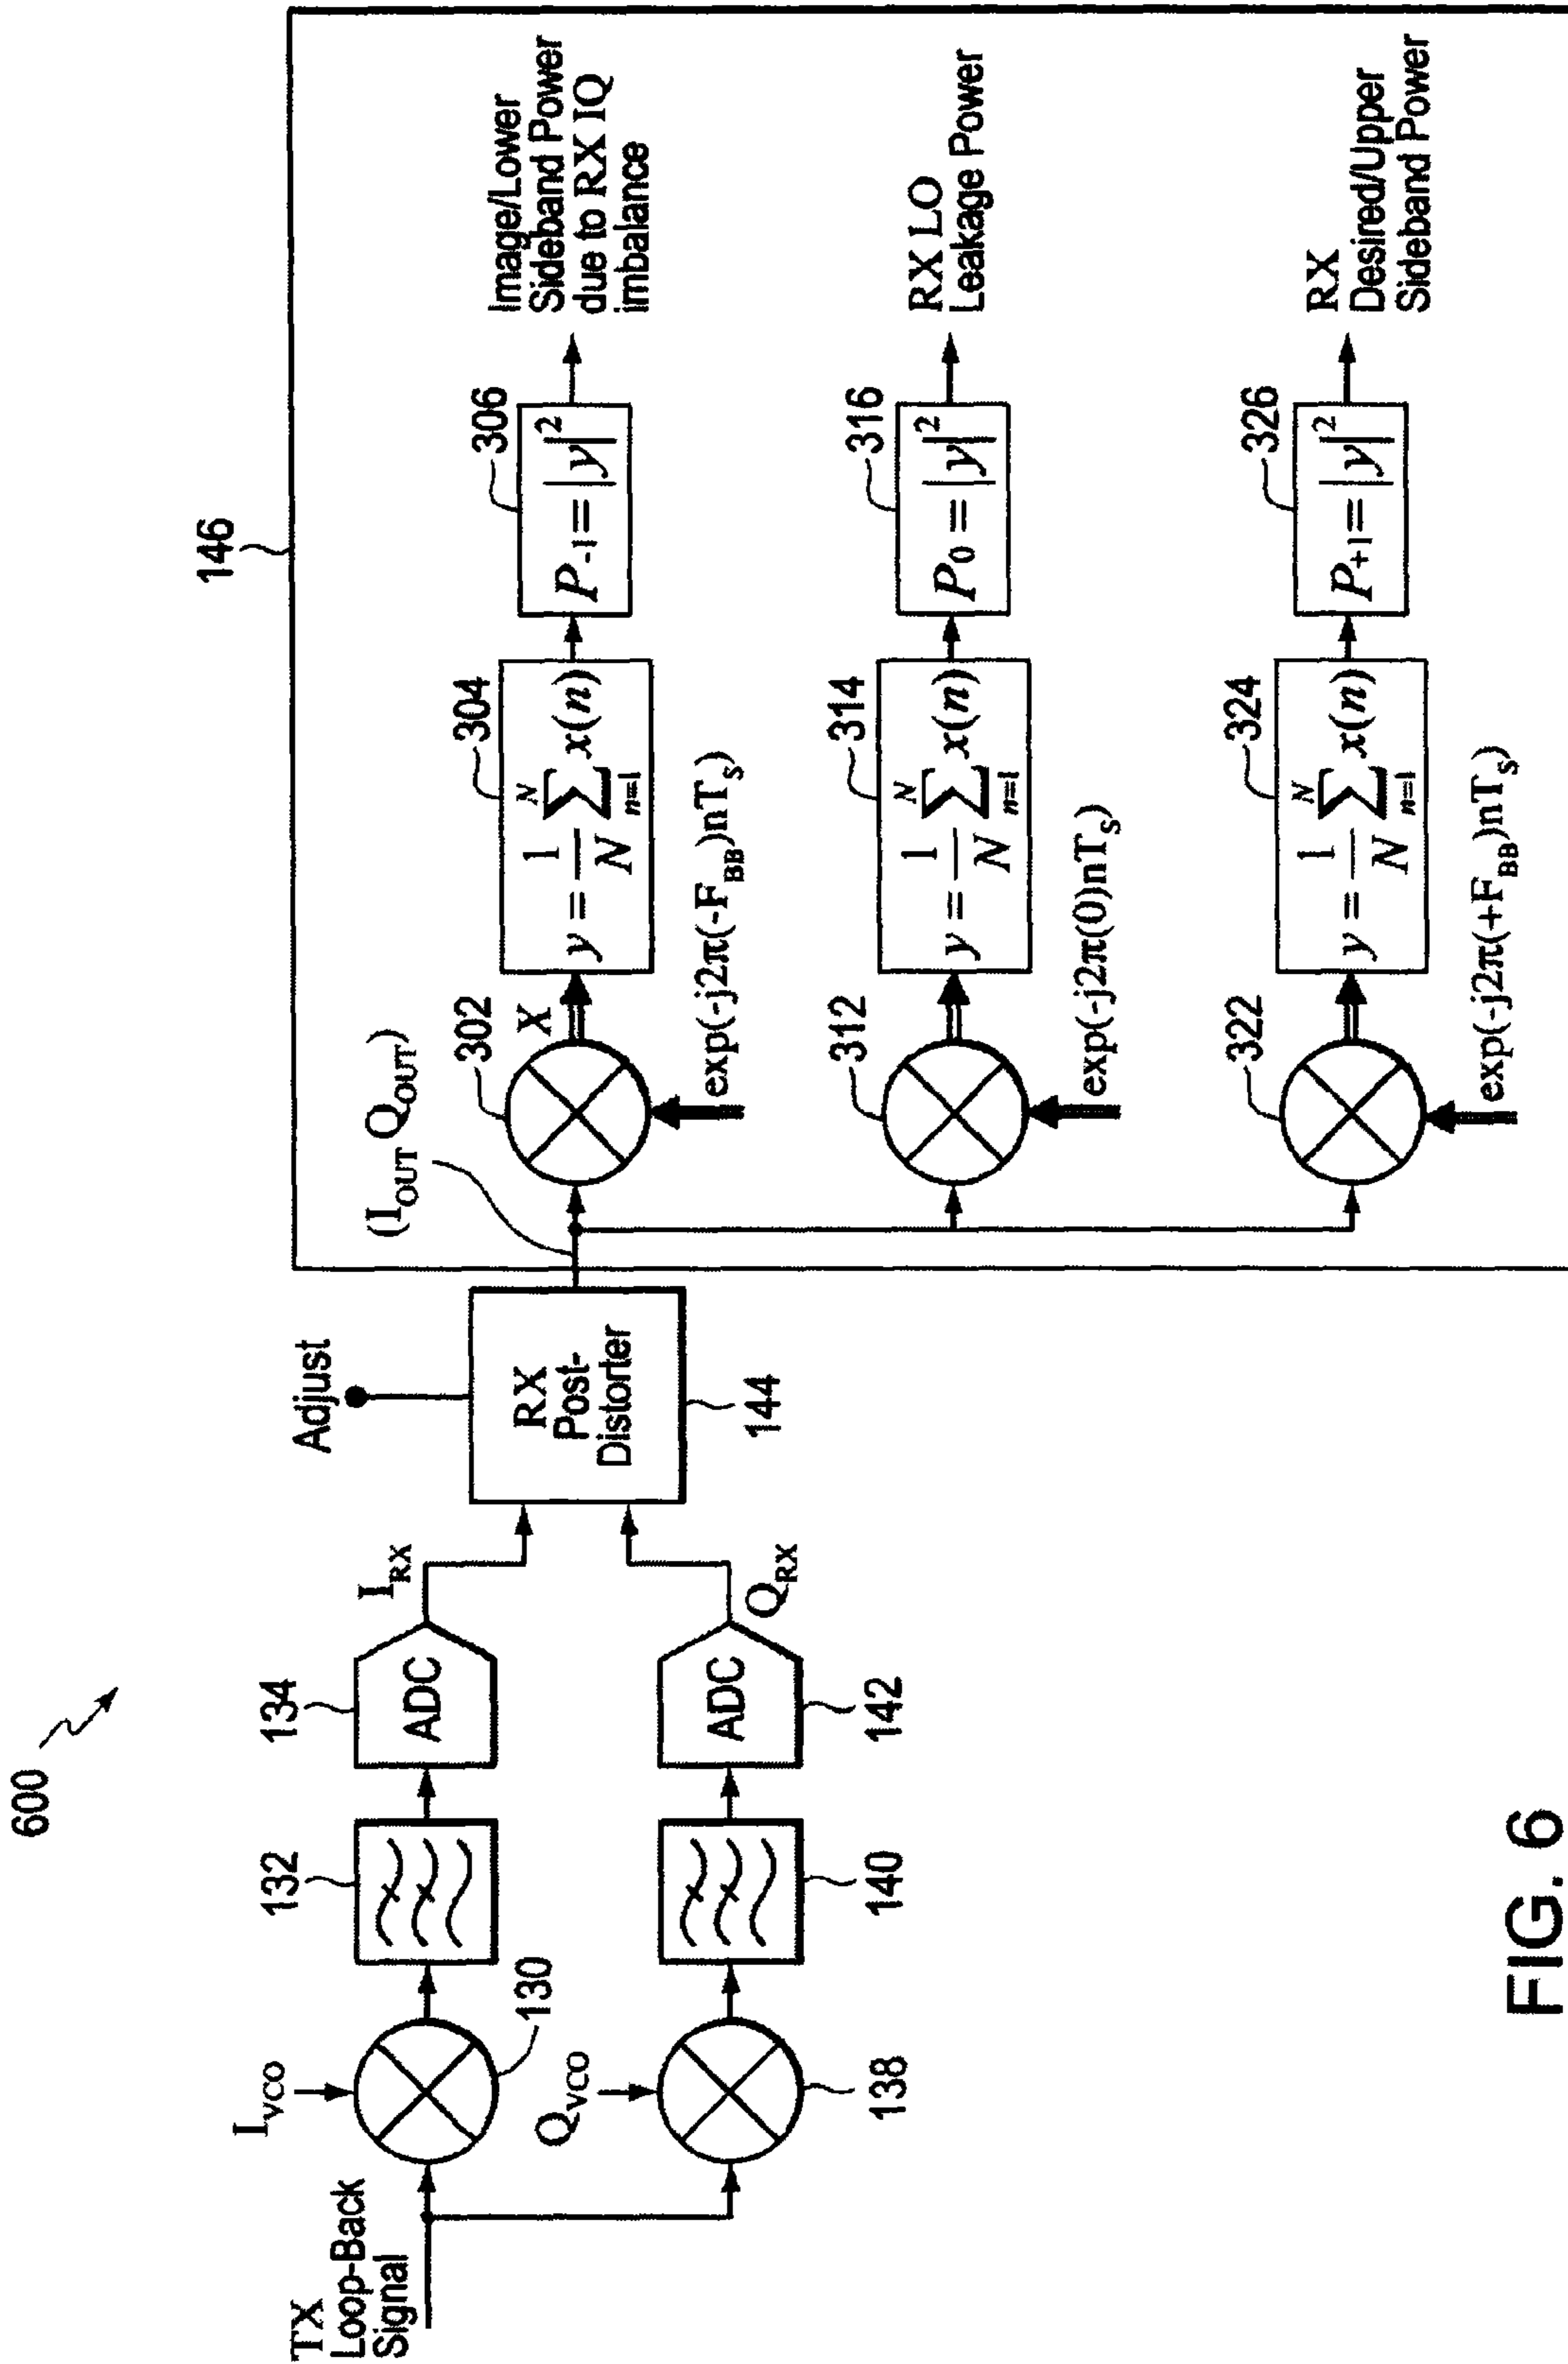 600
TX
Loop-Back
Signal
I_VCO
130
132
134
ADC
I_RX
Q_VCO
138
140
142
ADC
Q_RX
Adjust
RX
Post-
Distorter
144
146
(I_OUT Q_OUT)
302
X
exp(-j2π(-F_BB)nT_S)
304
y = 1/N ∑_{n=1}^{N} x(n)
306
P_-1 = |y|^2
Image/Lower
Sideband Power
due to RX IQ
imbalance
312
exp(-j2π(0)nT_S)
314
y = 1/N ∑_{n=1}^{N} x(n)
316
P_0 = |y|^2
RX LO
Leakage Power
322
exp(-j2π(+F_BB)nT_S)
324
y = 1/N ∑_{n=1}^{N} x(n)
326
P_+1 = |y|^2
RX
Desired/Upper
Sideband Power
FIG. 6